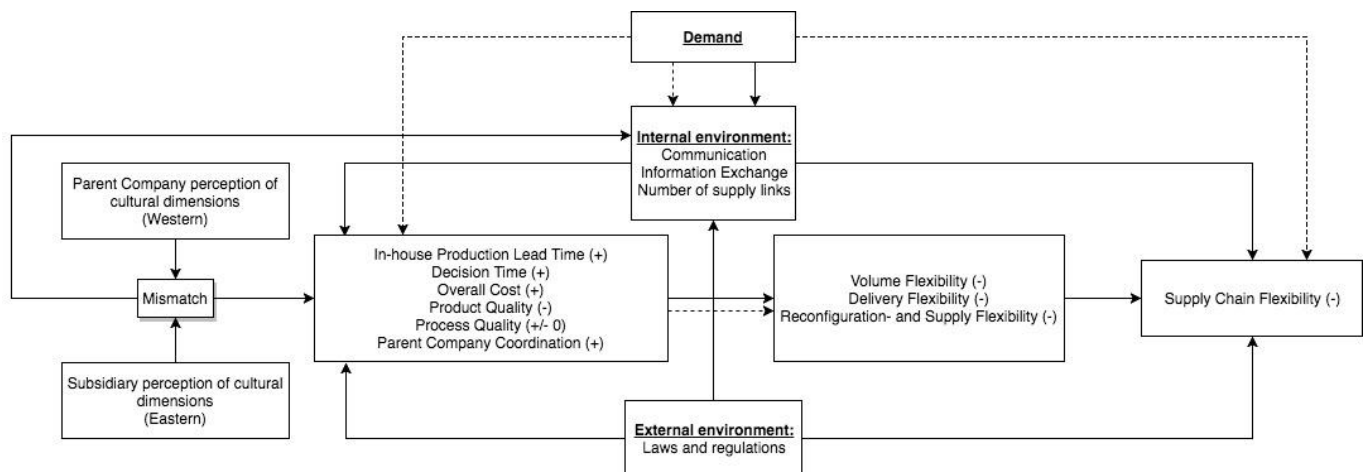 Demand
Internal environment:
Communication
Information Exchange
Number of supply links
Parent Company perception of
cultural dimensions
(Western)
Mismatch
Subsidiary perception of cultural
dimensions
(Eastern)
In-house Production Lead Time (+)
Decision Time (+)
Overall Cost (+)
Product Quality (-)
Process Quality (+/- 0)
Parent Company Coordination (+)
Volume Flexibility (-)
Delivery Flexibility (-)
Reconfiguration- and Supply Flexibility (-)
Supply Chain Flexibility (-)
External environment:
Laws and regulations